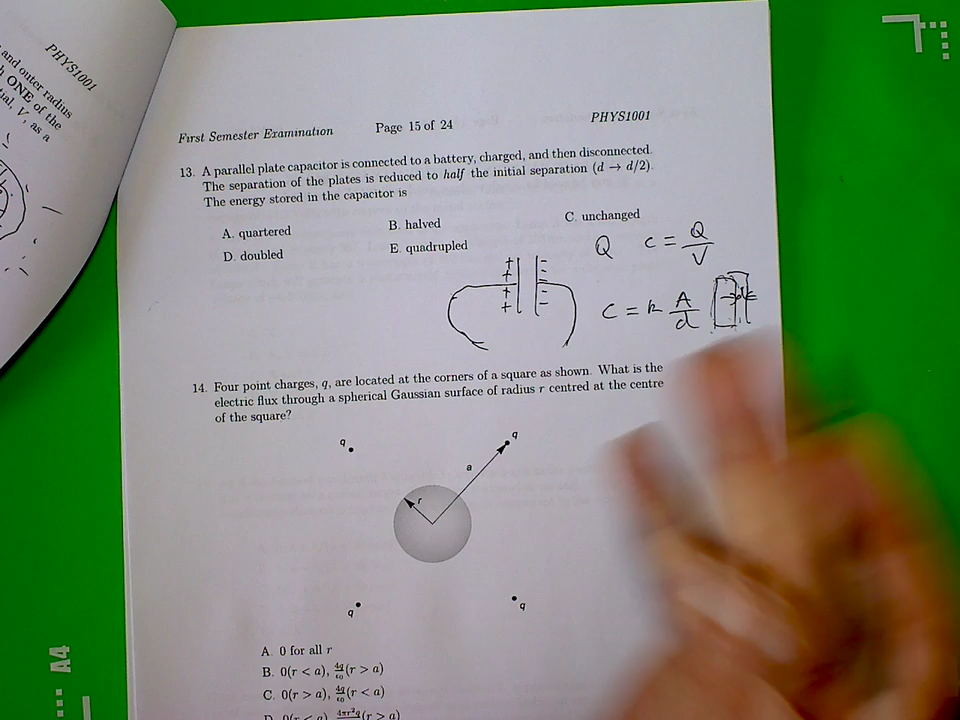 PHYS1001
and outer radius
ONE of the
V, as a
First Semester Examination Page 15 of 24 PHYS1001
13. A parallel plate capacitor is connected to a battery, charged, and then disconnected.
The separation of the plates is reduced to half the initial separation (d → d/2).
The energy stored in the capacitor is
A. quartered B. halved C. unchanged
D. doubled E. quadrupled
Q C = Q/V
+ + + + - - - -
C = k A/d
14. Four point charges, q, are located at the corners of a square as shown. What is the
electric flux through a spherical Gaussian surface of radius r centred at the centre
of the square?
q q
a
r
q q
A. 0 for all r
B. 0(r < a), 4q/ε₀ (r > a)
C. 0(r > a), 4q/ε₀ (r < a)
D. 0(r < a), 4πr²q (r > a)
A4